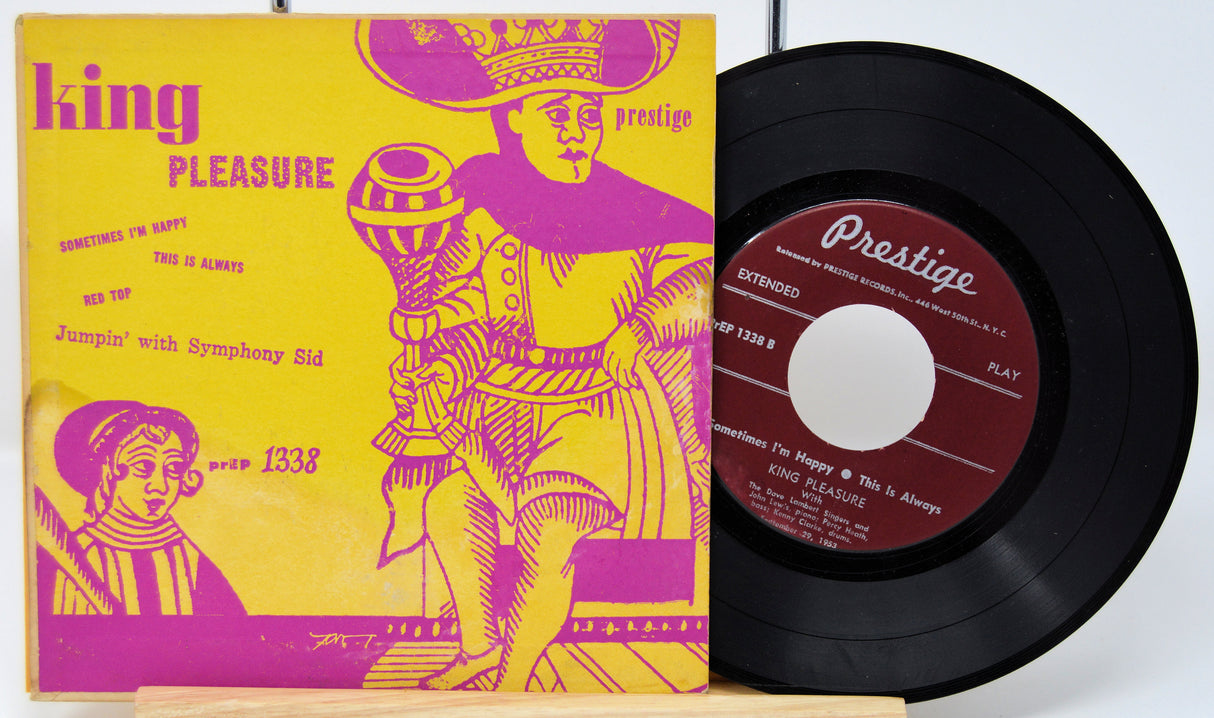 king
PLEASURE
prestige
SOMETIMES I'M HAPPY
THIS IS ALWAYS
RED TOP
Jumpin' with Symphony Sid
prEP 1338
Prestige
Released by PRESTIGE RECORDS, Inc., 446 West 50th St., N.Y.C.
EXTENDED
PLAY
PrEP 1338 B
Sometimes I'm Happy ● This Is Always
KING PLEASURE
With
The Dave Lambert Singers and
John Lewis, piano; Percy Heath,
bass; Kenny Clarke, drums.
September 29, 1953